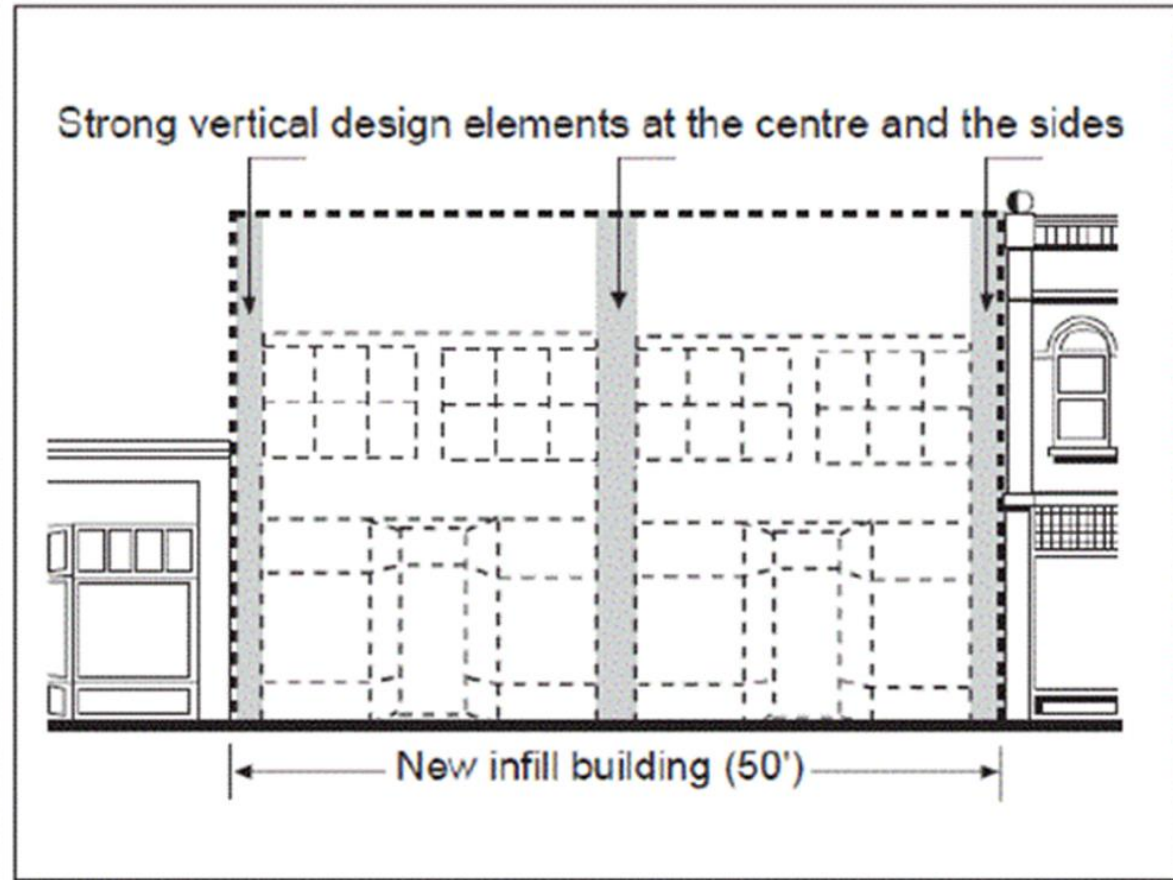 Strong vertical design elements at the centre and the sides
New infill building (50')